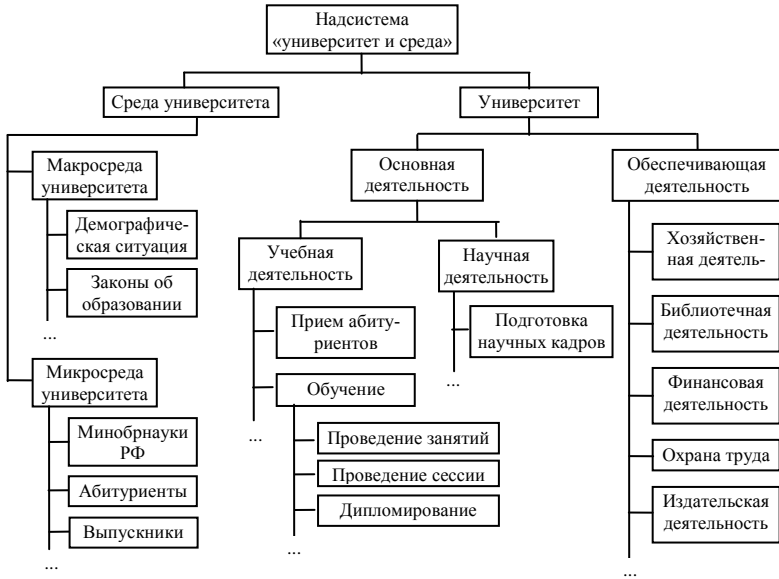 Надсистема
«университет и среда»
Среда университета
Университет
Макросреда
университета
Демографиче-
ская ситуация
Законы об
образовании
...
Микросреда
университета
Минобрнауки
РФ
Абитуриенты
Выпускники
...
Основная
деятельность
Учебная
деятельность
Прием абиту-
риентов
Обучение
...
Проведение занятий
Проведение сессии
Дипломирование
...
Научная
деятельность
Подготовка
научных кадров
...
Обеспечивающая
деятельность
Хозяйствен-
ная деятель-
Библиотечная
деятельность
Финансовая
деятельность
Охрана труда
Издательская
деятельность
...